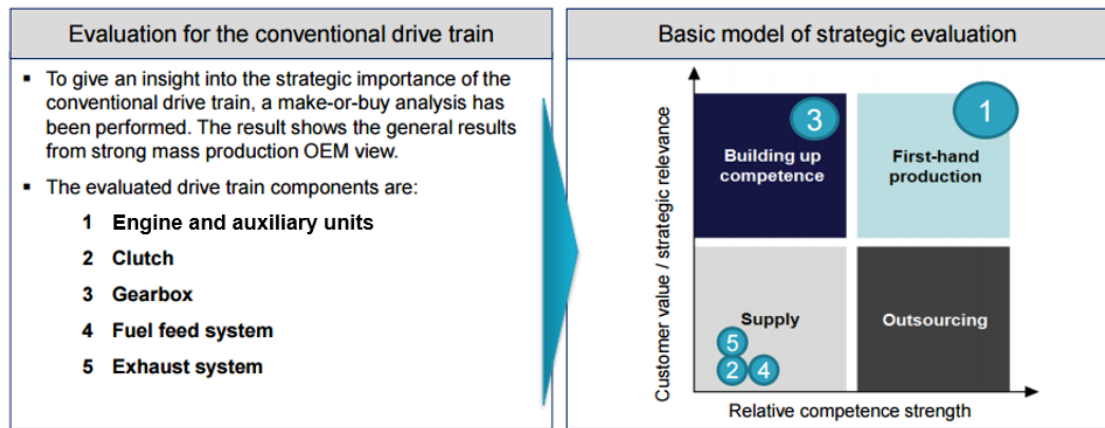 Evaluation for the conventional drive train
▪ To give an insight into the strategic importance of the
conventional drive train, a make-or-buy analysis has
been performed. The result shows the general results
from strong mass production OEM view.
▪ The evaluated drive train components are:
1 Engine and auxiliary units
2 Clutch
3 Gearbox
4 Fuel feed system
5 Exhaust system
Basic model of strategic evaluation
Customer value / strategic relevance
3
Building up
competence
1
First-hand
production
Supply
5
2 4
Outsourcing
Relative competence strength